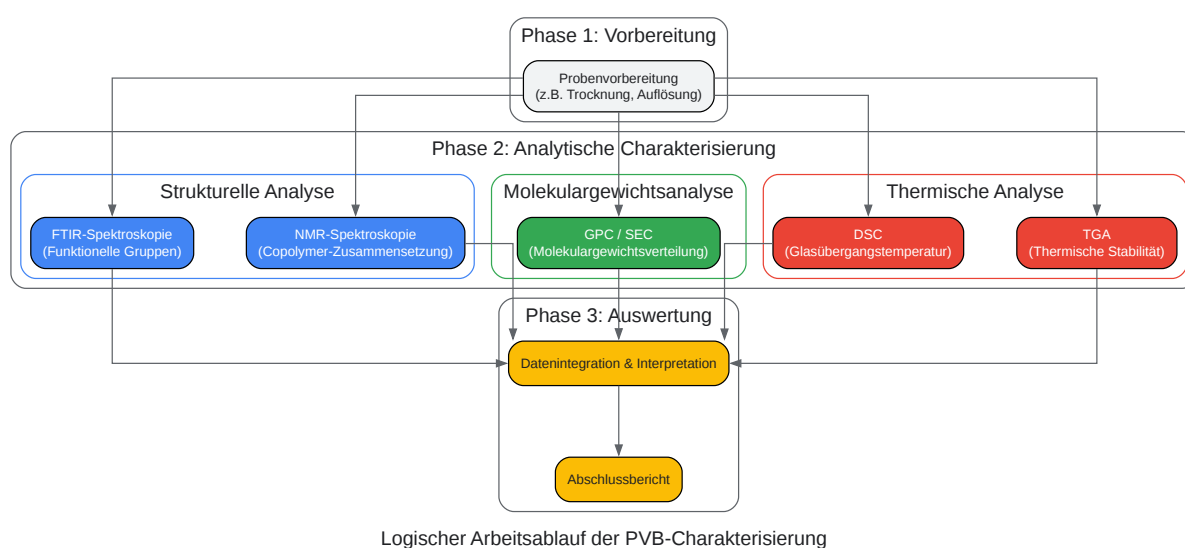 Phase 1: Vorbereitung
Probenvorbereitung
(z.B. Trocknung, Auflösung)
Phase 2: Analytische Charakterisierung
Strukturelle Analyse
Molekulargewichtsanalyse
Thermische Analyse
FTIR-Spektroskopie
(Funktionelle Gruppen)
NMR-Spektroskopie
(Copolymer-Zusammensetzung)
GPC / SEC
(Molekulargewichtsverteilung)
DSC
(Glasübergangstemperatur)
TGA
(Thermische Stabilität)
Phase 3: Auswertung
Datenintegration & Interpretation
Abschlussbericht
Logischer Arbeitsablauf der PVB-Charakterisierung